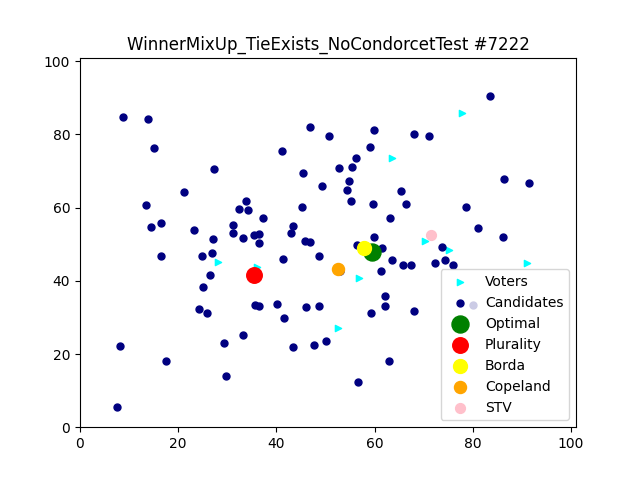 WinnerMixUp_TieExists_NoCondorcetTest #7222
100
80
60
40
20
0
0
20
40
60
80
100
Voters
Candidates
Optimal
Plurality
Borda
Copeland
STV